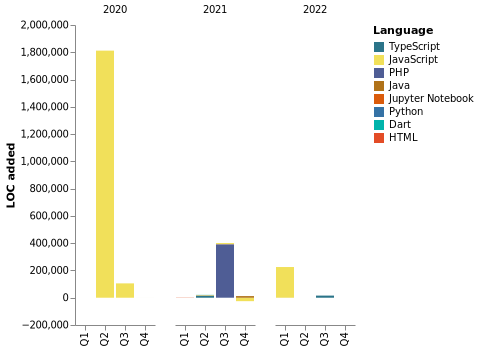 2020 2021 2022
Language
TypeScript
JavaScript
PHP
Java
Jupyter Notebook
Python
Dart
HTML
LOC added
2,000,000
1,800,000
1,600,000
1,400,000
1,200,000
1,000,000
800,000
600,000
400,000
200,000
0
−200,000
Q1 Q2 Q3 Q4 Q1 Q2 Q3 Q4 Q1 Q2 Q3 Q4